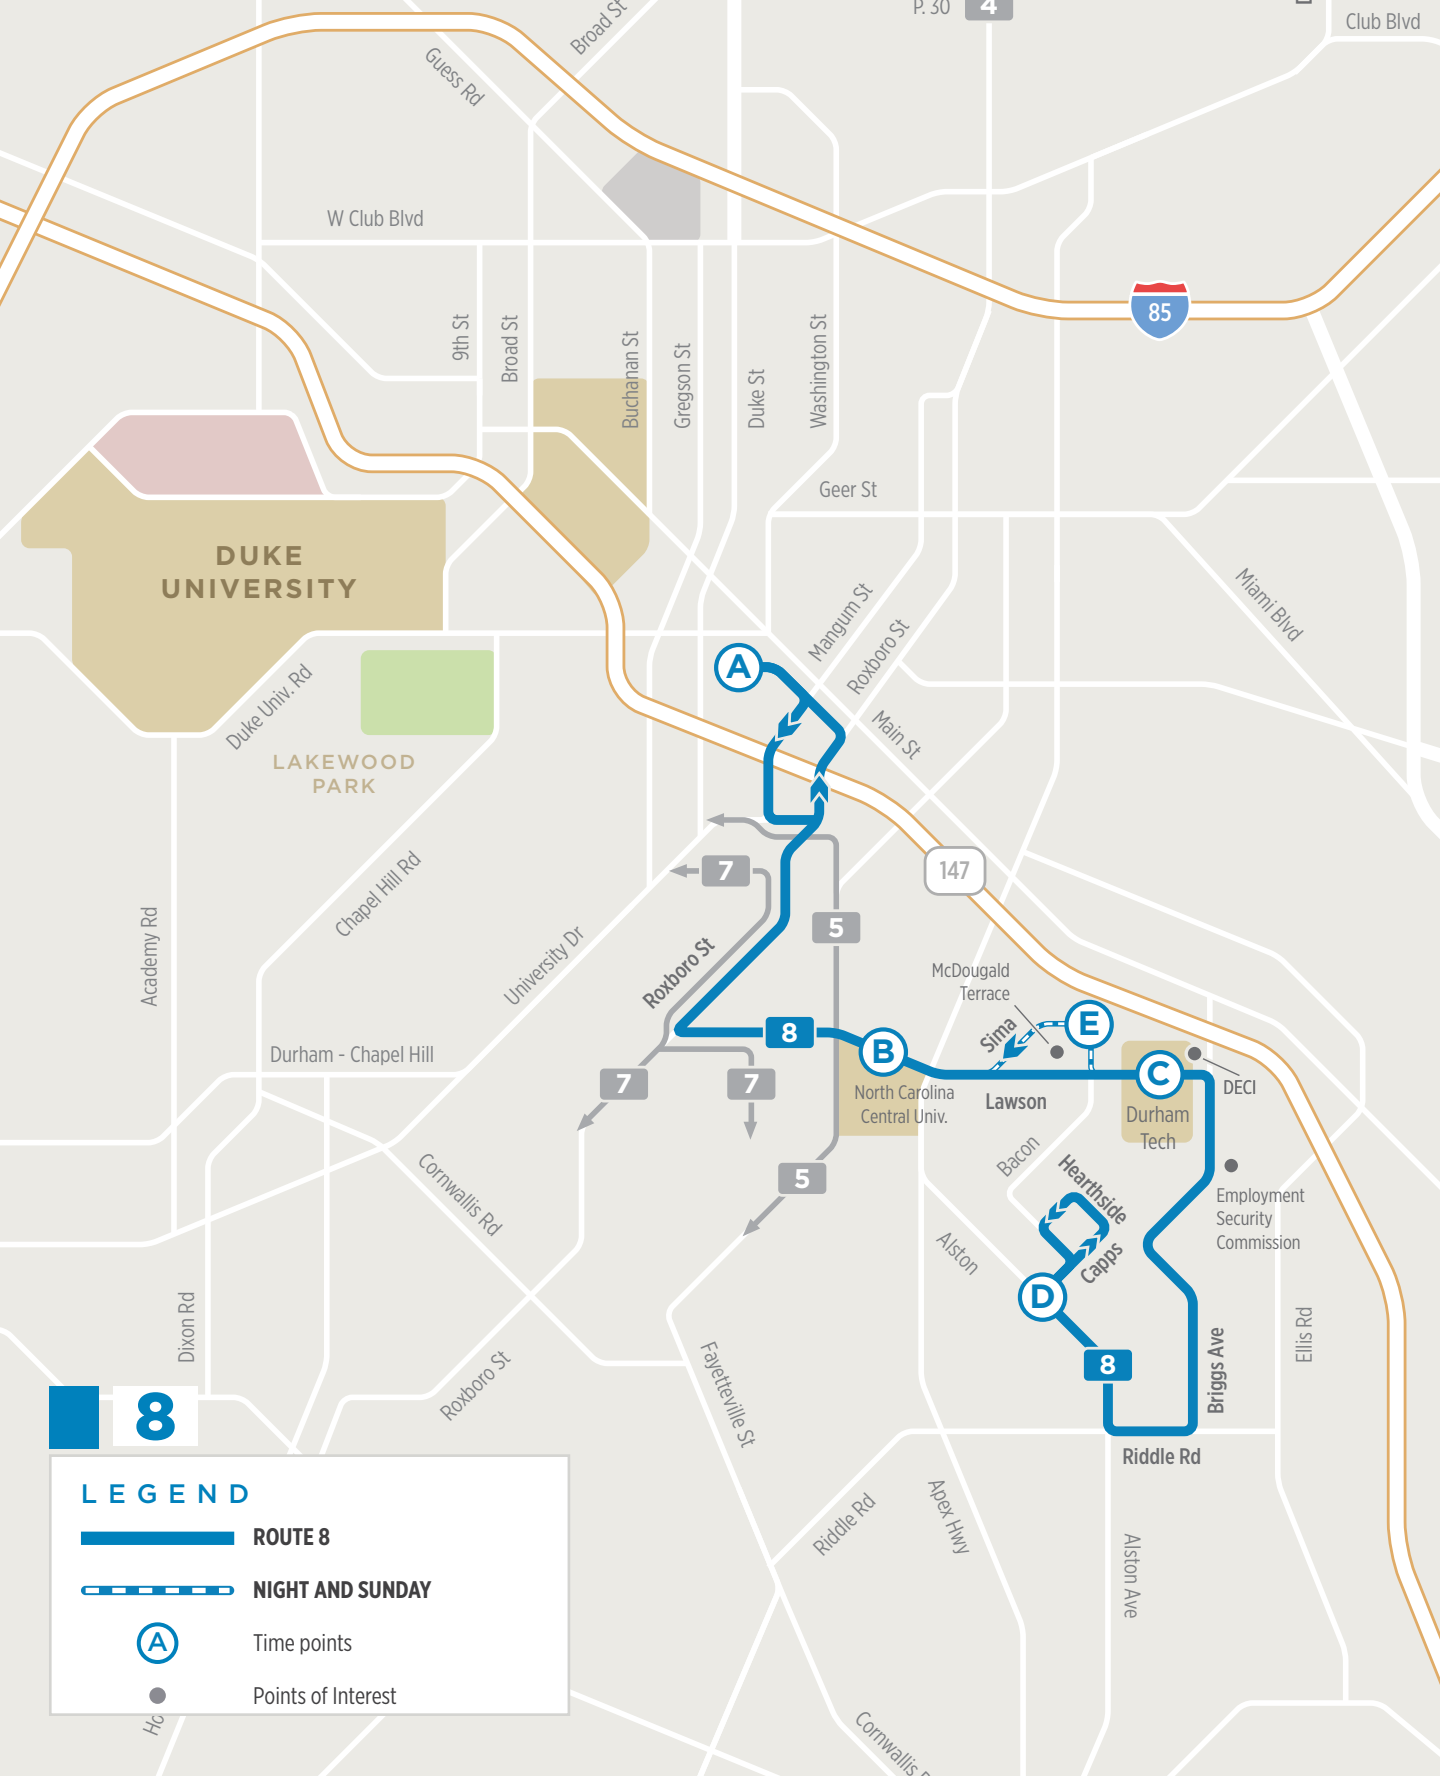 P. 30
4
Club Blvd
Broad St
Guess Rd
W Club Blvd
85
9th St
Broad St
Buchanan St
Gregson St
Duke St
Washington St
Geer St
DUKE
UNIVERSITY
Miami Blvd
Mangum St
Roxboro St
A
Duke Univ. Rd
Main St
LAKEWOOD
PARK
Chapel Hill Rd
7
147
5
Academy Rd
University Dr
Roxboro St
McDougald
Terrace
Sima
E
8
B
Durham - Chapel Hill
7
7
C
DECI
North Carolina
Central Univ.
Lawson
Durham
Tech
Bacon
Cornwallis Rd
5
Hearthside
Employment
Security
Commission
Alston
Capps
D
Dixon Rd
Ellis Rd
Fayetteville St
8
Briggs Ave
Roxboro St
8
Riddle Rd
LEGEND
ROUTE 8
NIGHT AND SUNDAY
A
Time points
Points of Interest
Riddle Rd
Apex Hwy
Alston Ave
Ho
Cornwallis